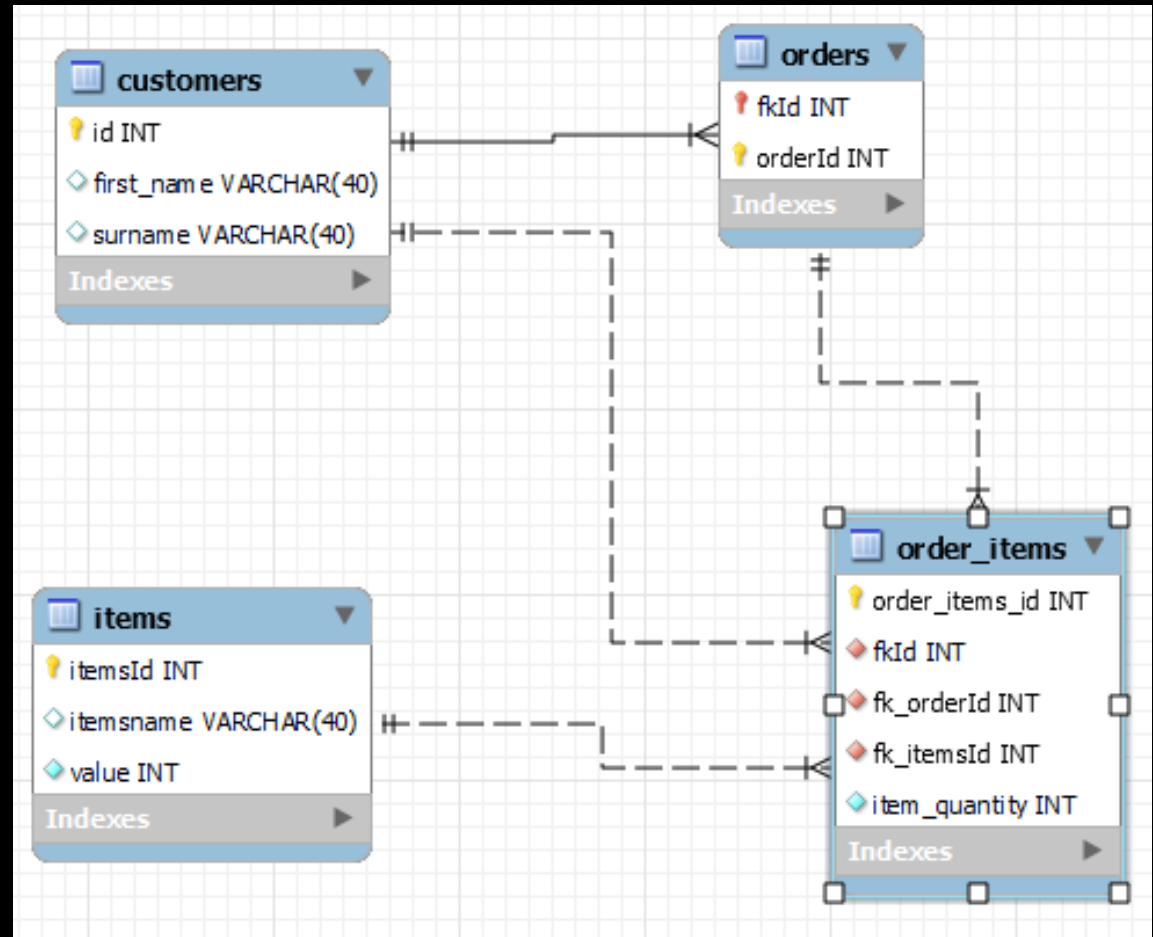 customers
id INT
first_name VARCHAR(40)
surname VARCHAR(40)
Indexes
orders
fkId INT
orderId INT
Indexes
items
itemsId INT
itemsname VARCHAR(40)
value INT
Indexes
order_items
order_items_id INT
fkId INT
fk_orderId INT
fk_itemsId INT
item_quantity INT
Indexes